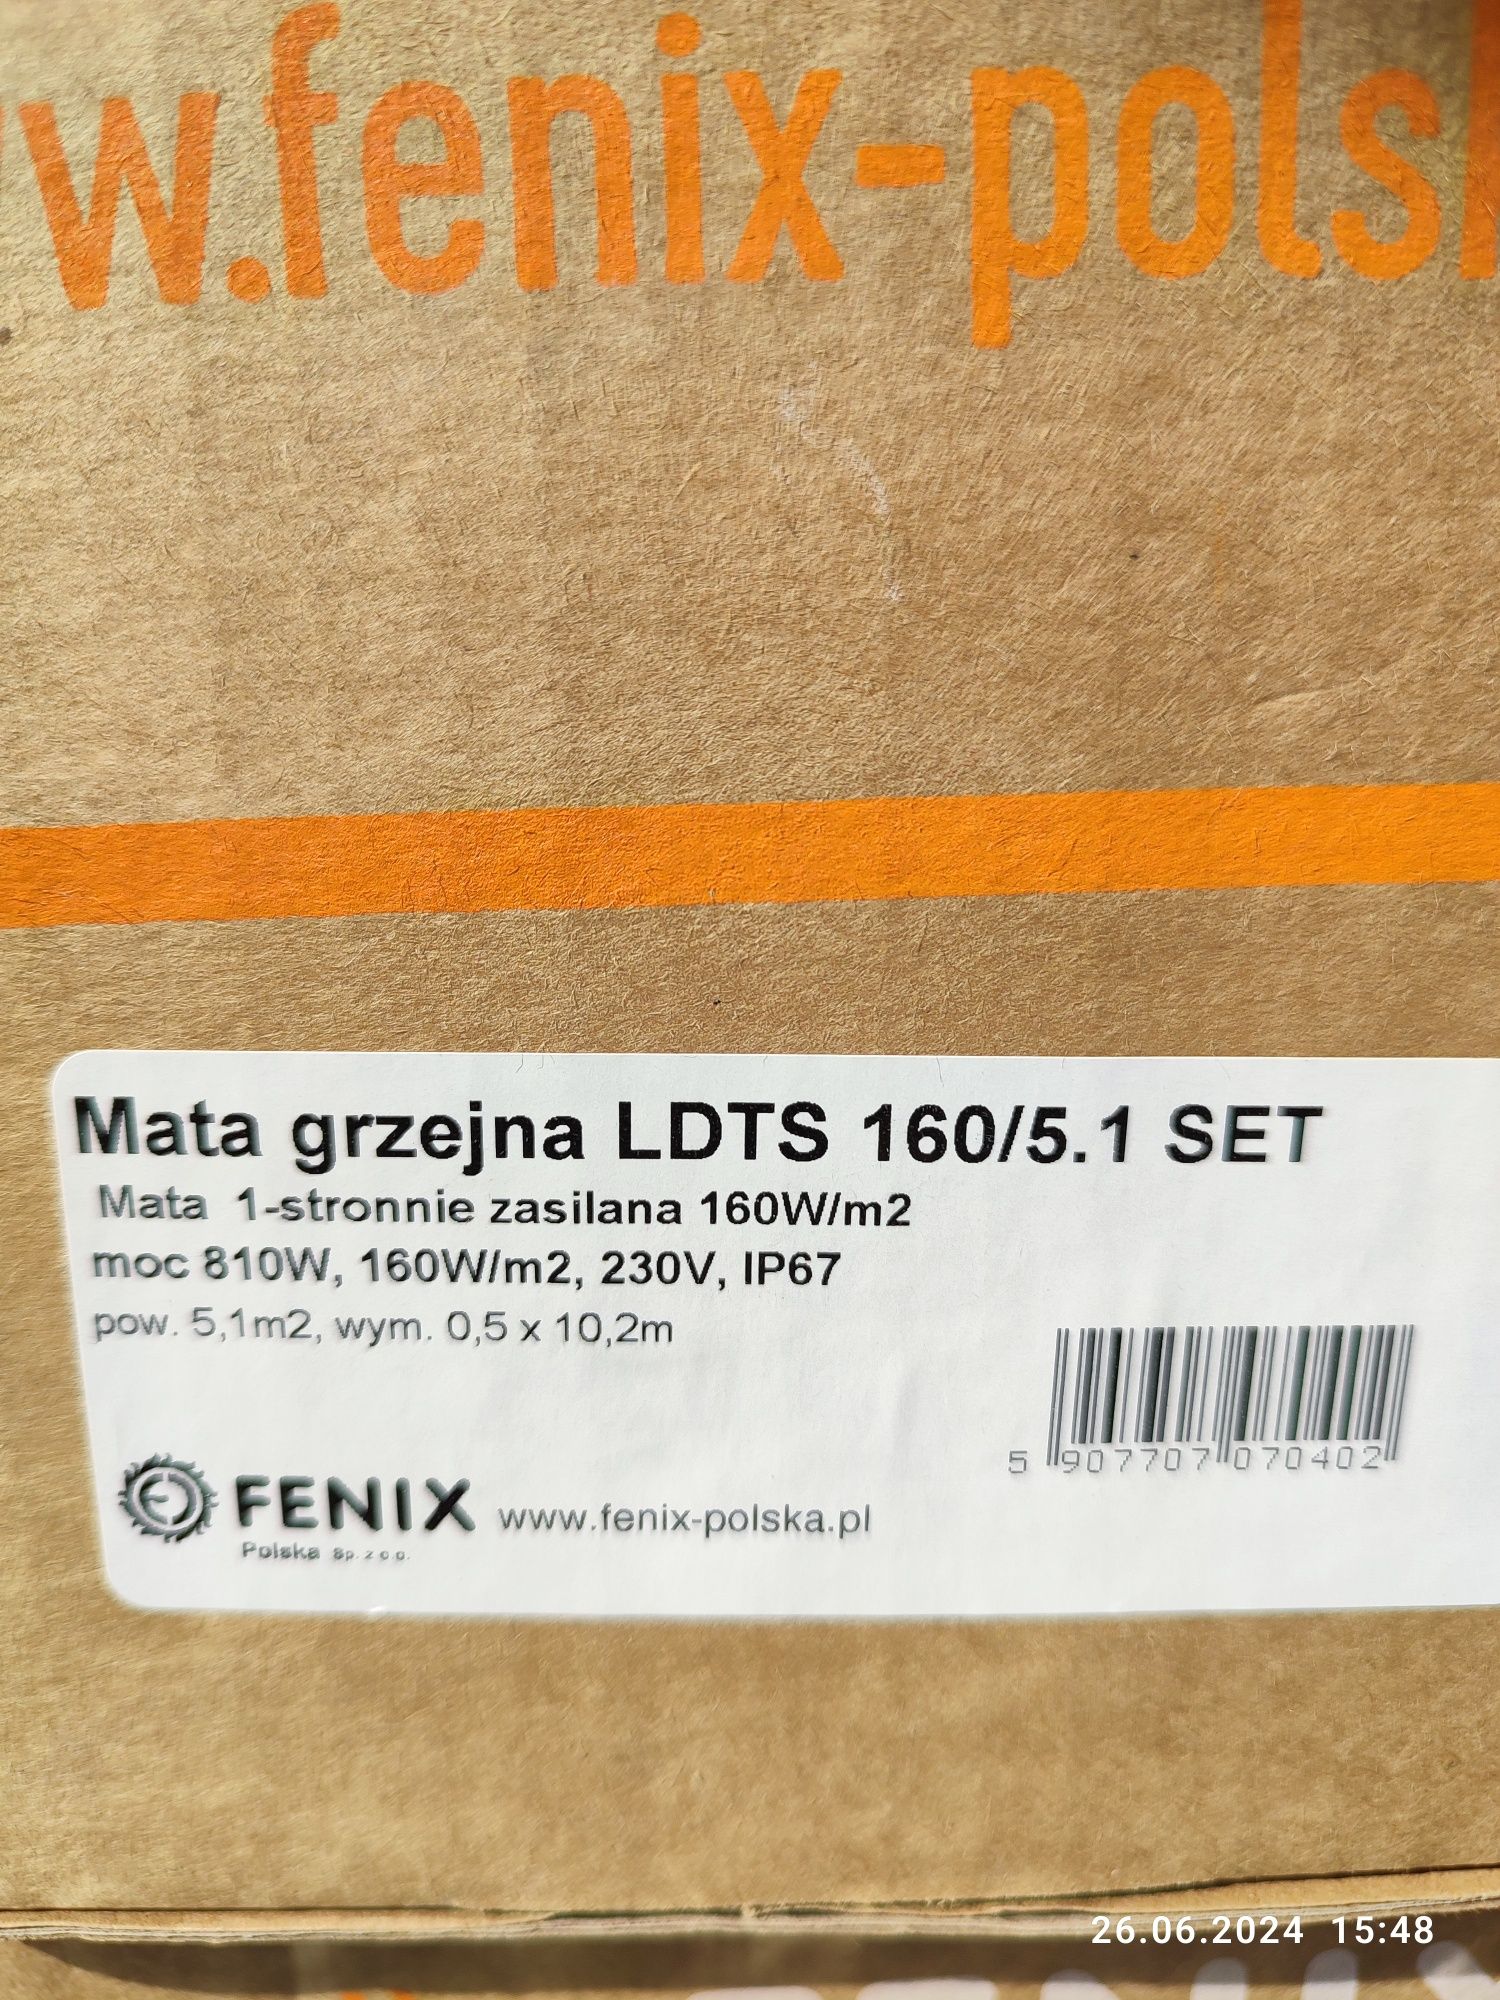 w.fenix-polsk
Mata grzejna LDTS 160/5.1 SET
Mata 1-stronnie zasilana 160W/m2
moc 810W, 160W/m2, 230V, IP67
pow. 5,1m2, wym. 0,5 x 10,2m
5 907707 070402
FENIX www.fenix-polska.pl
Polska Sp. z o.o.
26.06.2024 15:48